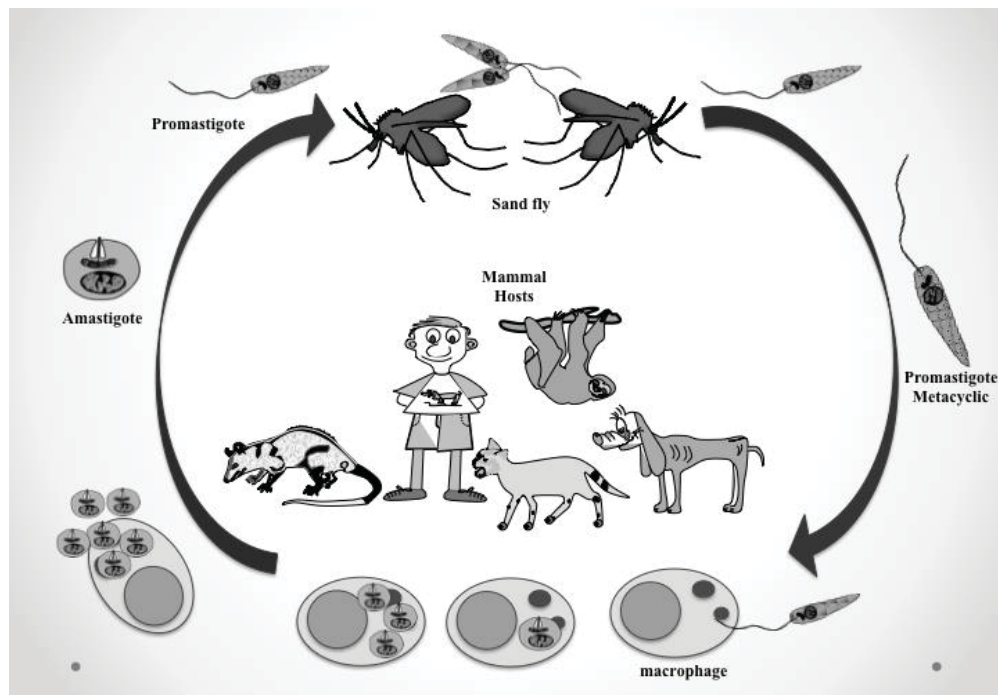 Promastigote
Sand fly
Amastigote
Mammal
Hosts
Promastigote
Metacyclic
macrophage